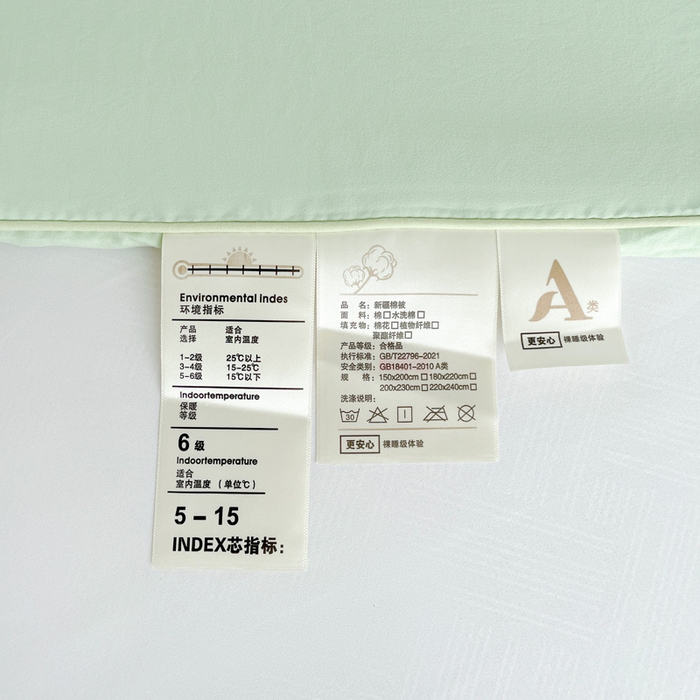 Environmental indes
环境指标
产品 适合
选择 室内温度
1-2级 25℃以上
3-4级 15-25℃
5-6级 15℃以下
Indoortemperature
保暖
等级
6 级
Indoortemperature
适合
室内温度（单位℃）
5 – 15
INDEX芯指标:
品 名: 新疆棉被
面 料: 棉□水洗棉□
填充物: 棉花□植物纤维□
聚酯纤维□
产品等级: 合格品
执行标准: GB/T22796-2021
安全类别: GB18401-2010 A类
规 格: 150x200cm□180x220cm□
200x230cm□220x240cm□
洗涤说明:
30
更安心 裸睡级体验
A类
更安心 裸睡级体验